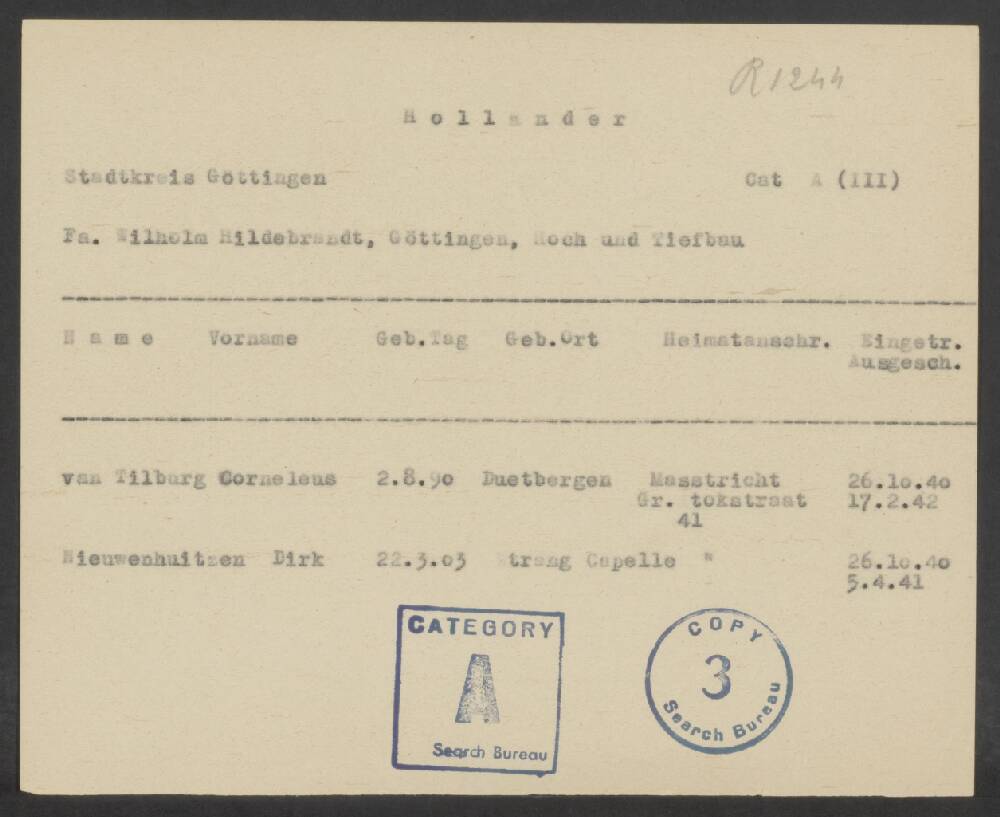 R1244
Hollander
Stadtkreis Göttingen Cat A (III)
Fa. Wilhelm Hildebrandt, Göttingen, Hoch und Tiefbau
Name Vorname Geb.Tag Geb.Ort Heimatanschr. Eingetr.
Ausgesch.
van Tilburg Corneleus 2.8.90 Duetbergen Masstricht 26.10.40
Gr. tokstraat 17.2.42
41
Nieuwenhuitzen Dirk 22.3.03 Strang Capelle " 26.10.40
5.4.41
CATEGORY
A
Search Bureau
COPY
3
Search Bureau